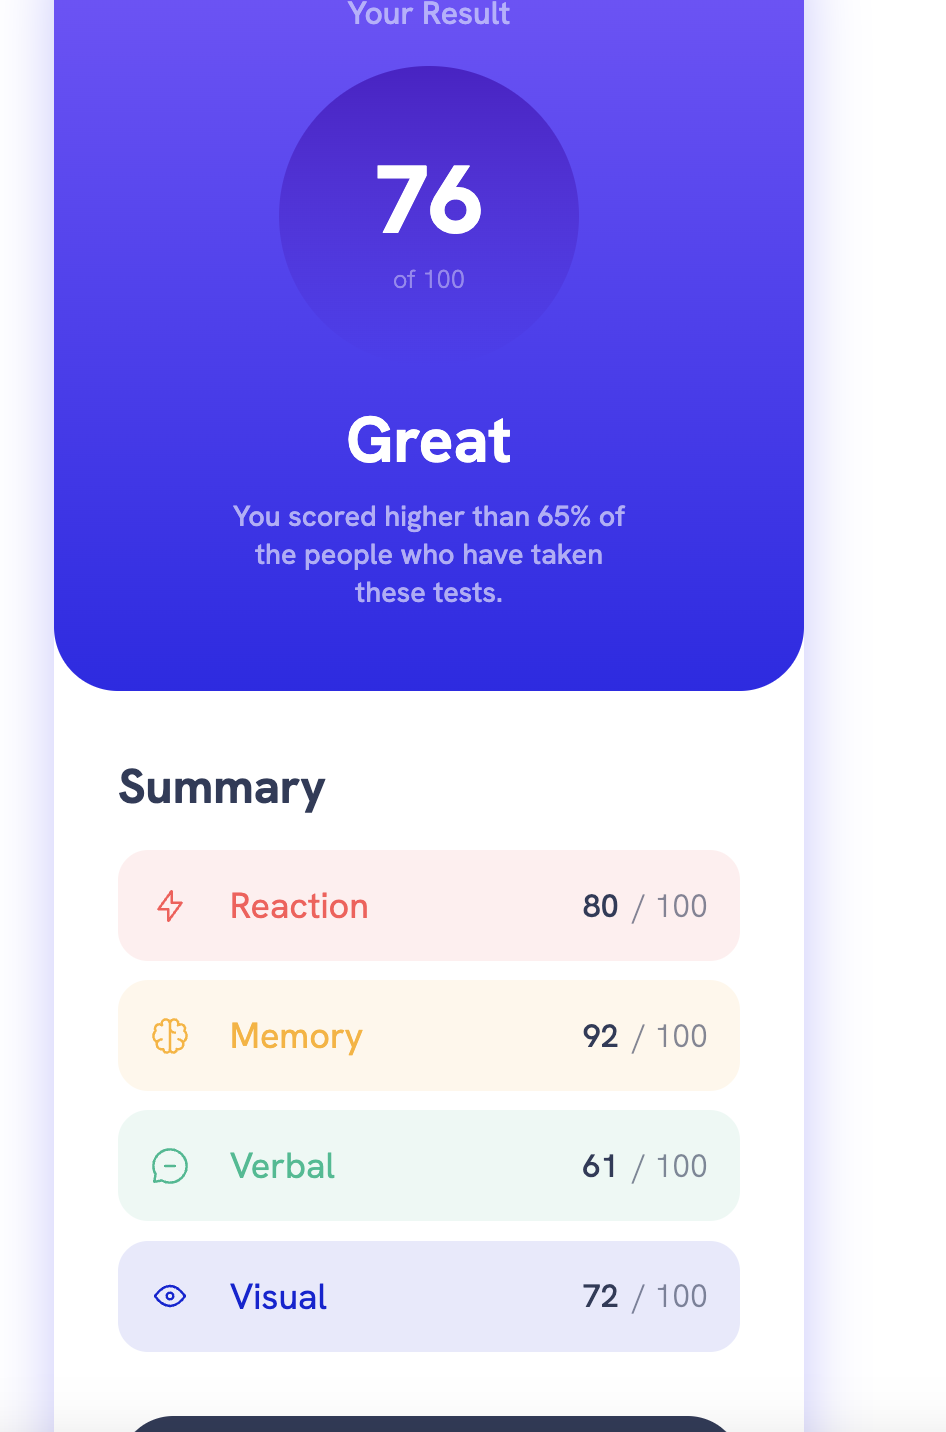 Your Result
76
of 100
Great
You scored higher than 65% of
the people who have taken
these tests.
Summary
Reaction 80 / 100
Memory 92 / 100
Verbal 61 / 100
Visual 72 / 100